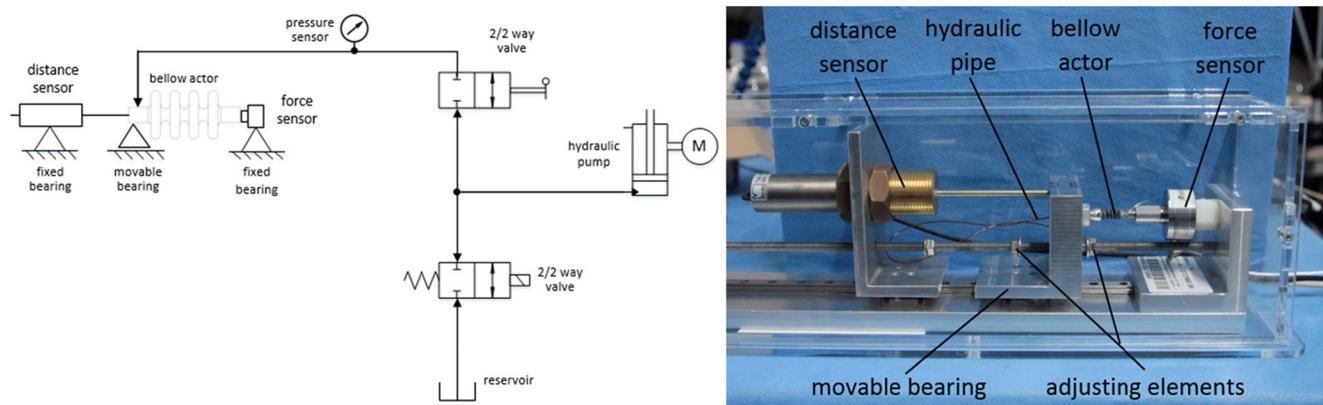 pressure
sensor
2/2 way
valve
distance
sensor
bellow actor
force
sensor
hydraulic
pump
M
fixed
bearing
movable
bearing
fixed
bearing
2/2 way
valve
reservoir
distance
sensor
hydraulic
pipe
bellow
actor
force
sensor
movable bearing
adjusting elements